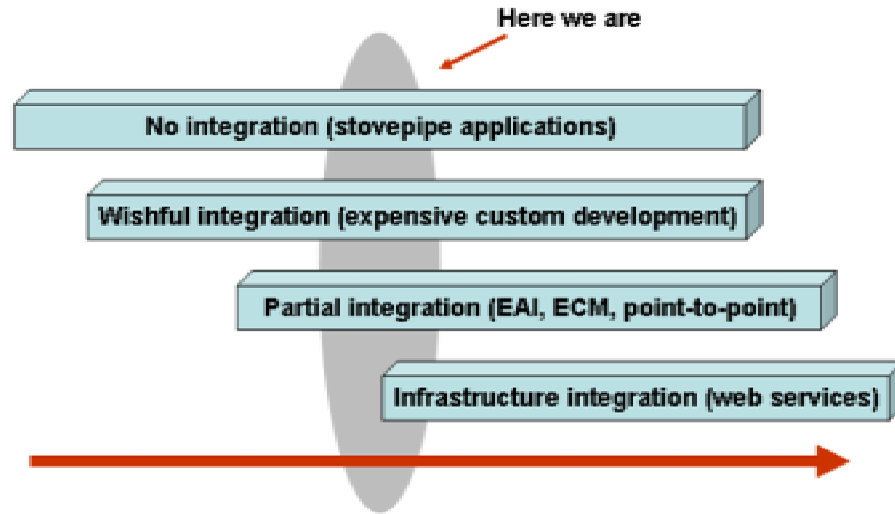 Here we are
No integration (stovepipe applications)
Wishful integration (expensive custom development)
Partial integration (EAI, ECM, point-to-point)
Infrastructure integration (web services)